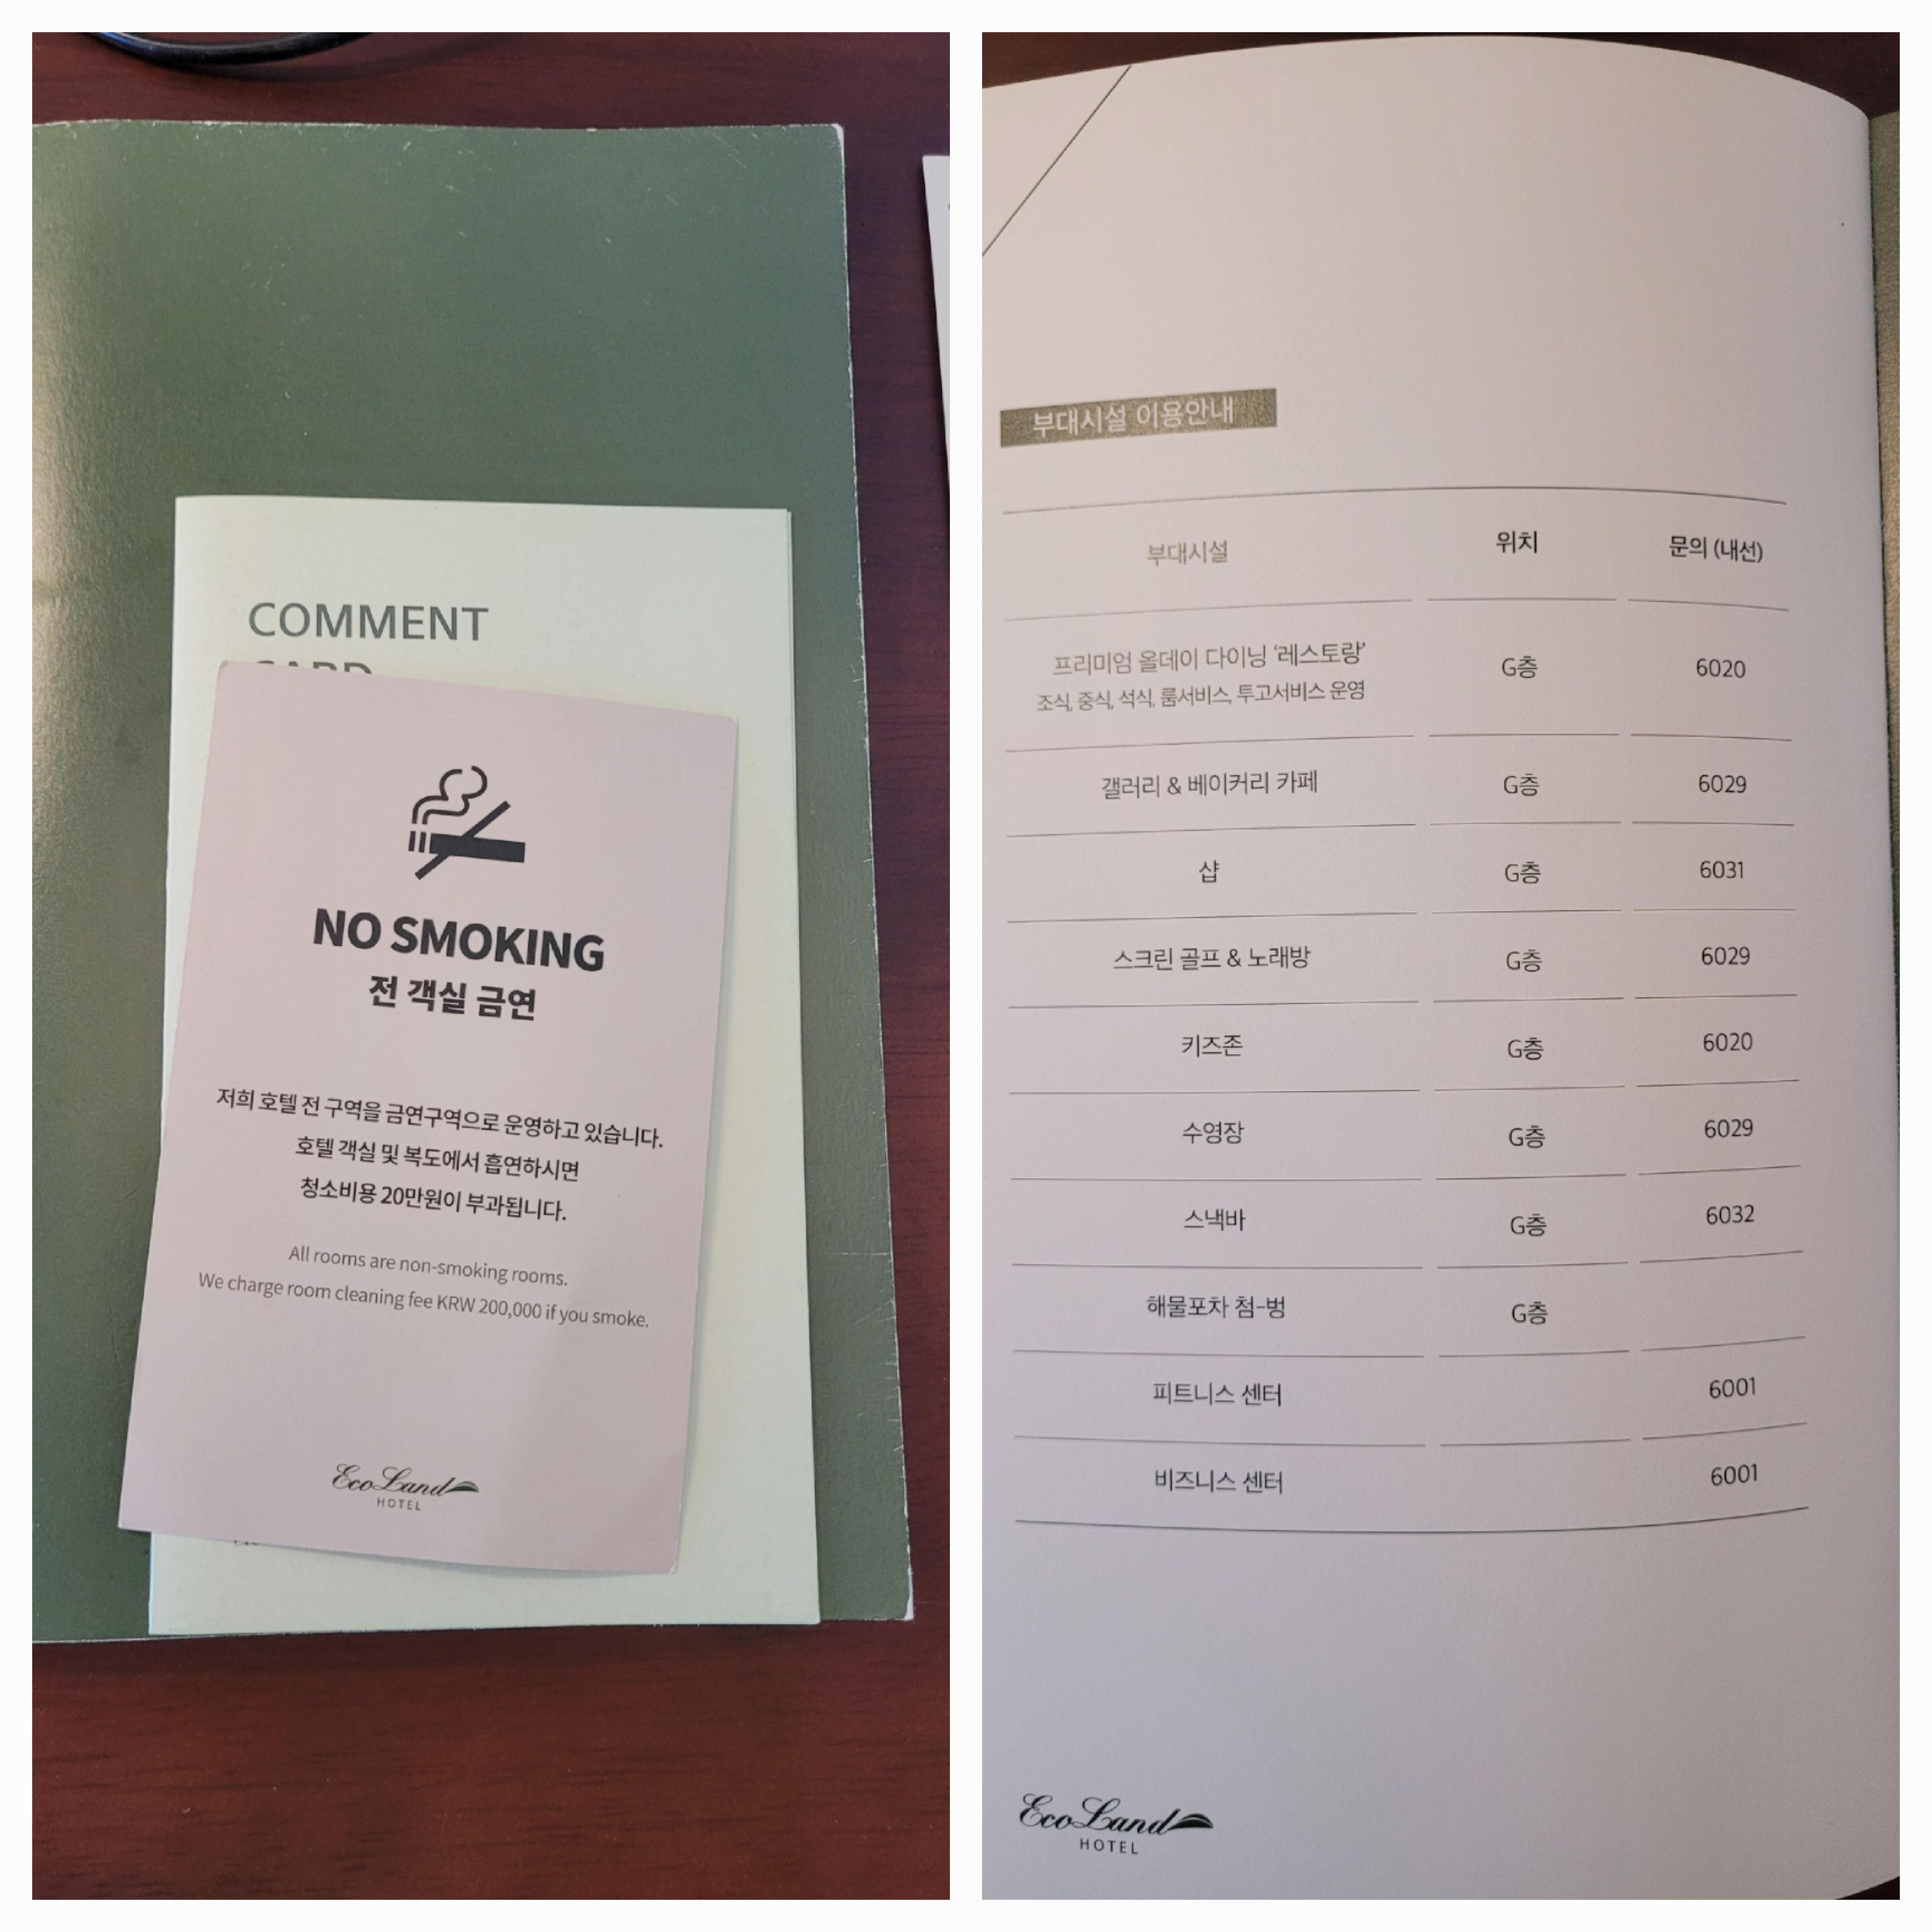 COMMENT
CARD
NO SMOKING
전 객실 금연
저희 호텔 전 구역을 금연구역으로 운영하고 있습니다.
호텔 객실 및 복도에서 흡연하시면
청소비용 20만원이 부과됩니다.
All rooms are non-smoking rooms.
We charge room cleaning fee KRW 200,000 if you smoke.
Eco Land
HOTEL
부대시설 이용안내
부대시설 위치 문의 (내선)
프리미엄 올데이 다이닝 '레스토랑'
조식, 중식, 석식, 룸서비스, 투고서비스 운영 G층 6020
갤러리 & 베이커리 카페 G층 6029
샵 G층 6031
스크린 골프 & 노래방 G층 6029
키즈존 G층 6020
수영장 G층 6029
스낵바 G층 6032
해물포차 첨-벙 G층
피트니스 센터 6001
비즈니스 센터 6001
Eco Land
HOTEL